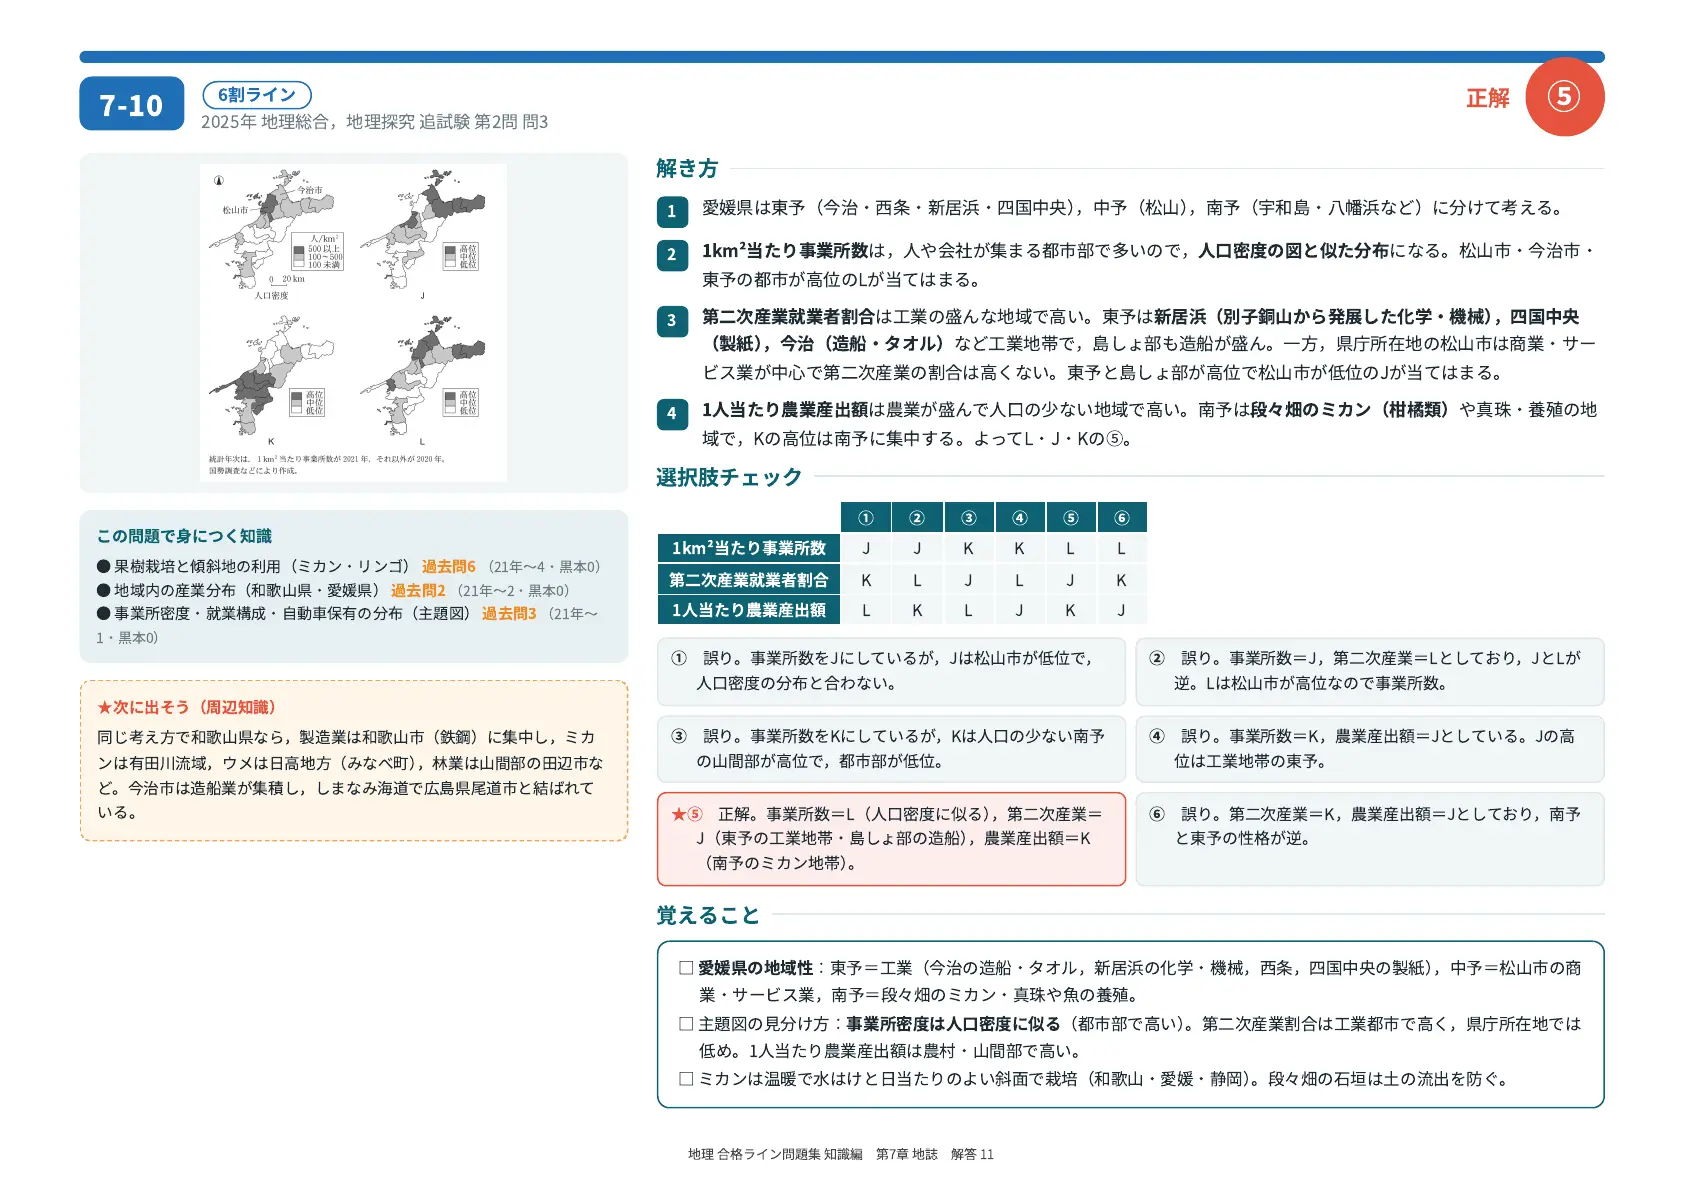 7-10
6割ライン
2025年 地理総合，地理探究 追試験 第2問 問3
正解 ⑤
今治市
松山市
人/km²
500 以上
100～500
100 未満
0 20 km
人口密度
高位
中位
低位
J
高位
中位
低位
K
高位
中位
低位
L
統計年次は，1 km² 当たり事業所数が 2021 年，それ以外が 2020 年。
国勢調査などにより作成。
この問題で身につく知識
● 果樹栽培と傾斜地の利用（ミカン・リンゴ） 過去問6 （21年〜4・黒本0）
● 地域内の産業分布（和歌山県・愛媛県） 過去問2 （21年〜2・黒本0）
● 事業所密度・就業構成・自動車保有の分布（主題図） 過去問3 （21年〜
1・黒本0）
★次に出そう（周辺知識）
同じ考え方で和歌山県なら，製造業は和歌山市（鉄鋼）に集中し，ミカ
ンは有田川流域，ウメは日高地方（みなべ町），林業は山間部の田辺市な
ど。今治市は造船業が集積し，しまなみ海道で広島県尾道市と結ばれて
いる。
解き方
1 愛媛県は東予（今治・西条・新居浜・四国中央），中予（松山），南予（宇和島・八幡浜など）に分けて考える。
2 1km²当たり事業所数は，人や会社が集まる都市部で多いので，人口密度の図と似た分布になる。松山市・今治市・
東予の都市が高位のLが当てはまる。
3 第二次産業就業者割合は工業の盛んな地域で高い。東予は新居浜（別子銅山から発展した化学・機械），四国中央
（製紙），今治（造船・タオル）など工業地帯で，島しょ部も造船が盛ん。一方，県庁所在地の松山市は商業・サー
ビス業が中心で第二次産業の割合は高くない。東予と島しょ部が高位で松山市が低位のJが当てはまる。
4 1人当たり農業産出額は農業が盛んで人口の少ない地域で高い。南予は段々畑のミカン（柑橘類）や真珠・養殖の地
域で，Kの高位は南予に集中する。よってL・J・Kの⑤。
選択肢チェック
① ② ③ ④ ⑤ ⑥
1km²当たり事業所数 J J K K L L
第二次産業就業者割合 K L J L J K
1人当たり農業産出額 L K L J K J
① 誤り。事業所数をJにしているが，Jは松山市が低位で，
人口密度の分布と合わない。
② 誤り。事業所数＝J，第二次産業＝Lとしており，JとLが
逆。Lは松山市が高位なので事業所数。
③ 誤り。事業所数をKにしているが，Kは人口の少ない南予
の山間部が高位で，都市部が低位。
④ 誤り。事業所数＝K，農業産出額＝Jとしている。Jの高
位は工業地帯の東予。
★⑤ 正解。事業所数＝L（人口密度に似る），第二次産業＝
J（東予の工業地帯・島しょ部の造船），農業産出額＝K
（南予のミカン地帯）。
⑥ 誤り。第二次産業＝K，農業産出額＝Jとしており，南予
と東予の性格が逆。
覚えること
□ 愛媛県の地域性：東予＝工業（今治の造船・タオル，新居浜の化学・機械，西条，四国中央の製紙），中予＝松山市の商
業・サービス業，南予＝段々畑のミカン・真珠や魚の養殖。
□ 主題図の見分け方：事業所密度は人口密度に似る（都市部で高い）。第二次産業割合は工業都市で高く，県庁所在地では
低め。1人当たり農業産出額は農村・山間部で高い。
□ ミカンは温暖で水はけと日当たりのよい斜面で栽培（和歌山・愛媛・静岡）。段々畑の石垣は土の流出を防ぐ。
地理 合格ライン問題集 知識編 第7章 地誌 解答 11